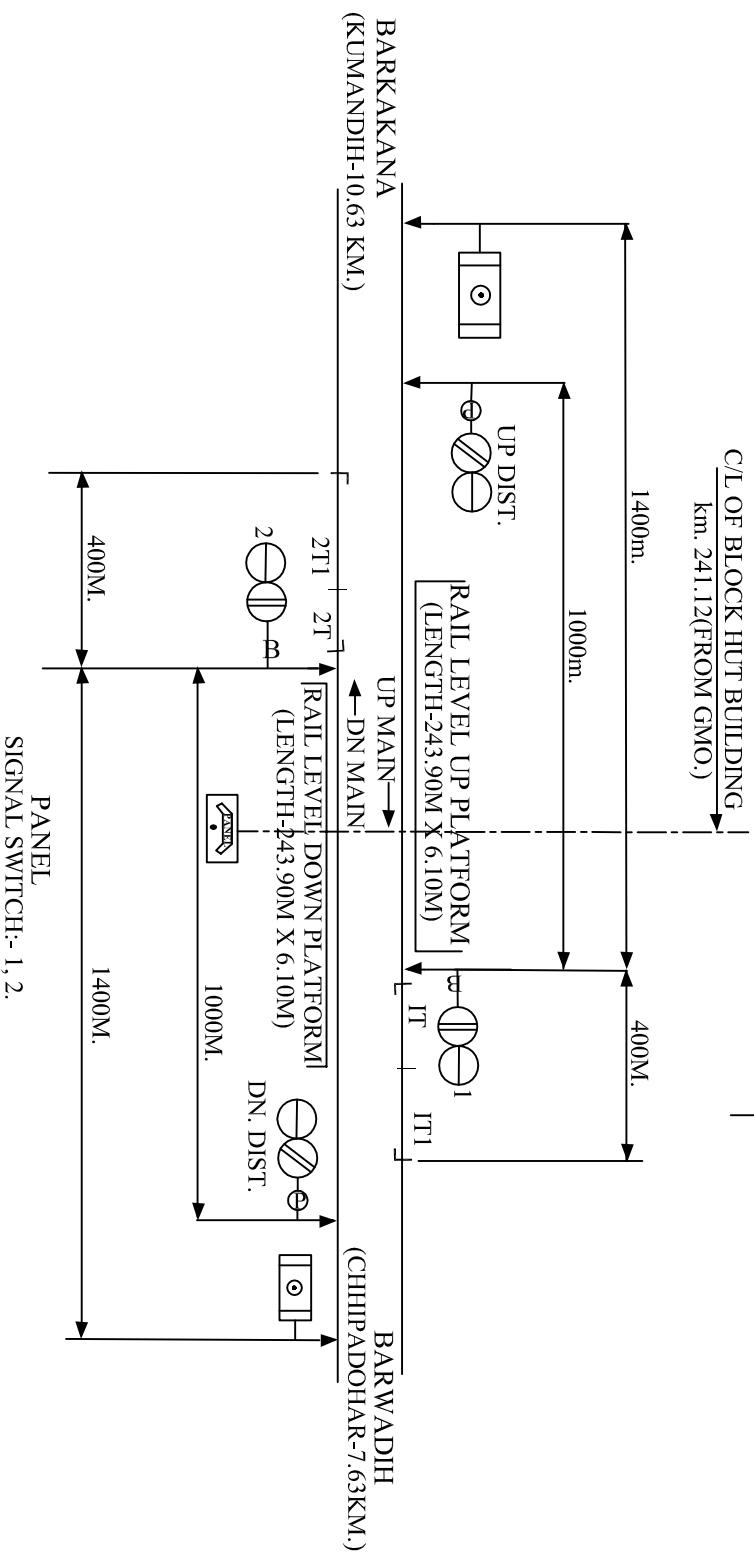 C/L OF BLOCK HUT BUILDING
km. 241.12(FROM GMO.)
1400m.
400M.
1000m.
UP DIST.
P
RAIL LEVEL UP PLATFORM
(LENGTH-243.90M X 6.10M)
B
1
IT
IT1
BARKAKANA
(KUMANDIH-10.63 KM.)
UP MAIN
DN MAIN
BARWADIH
(CHHIPADOHAR-7.63KM.)
2T1
2T
2
B
RAIL LEVEL DOWN PLATFORM
(LENGTH-243.90M X 6.10M)
PANEL
DN. DIST.
P
1000M.
400M.
1400M.
PANEL
SIGNAL SWITCH:- 1, 2.